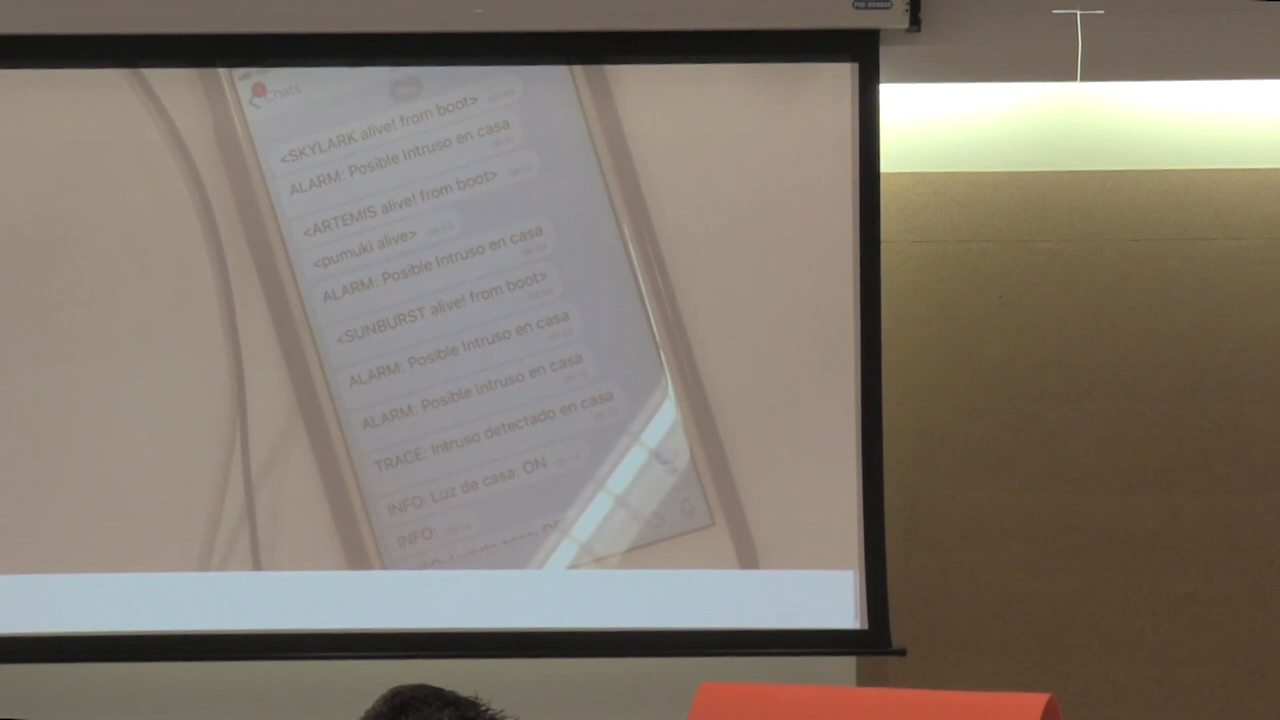 Chats
<SKYLARK alive! from boot>
ALARM: Posible Intruso en casa
<ARTEMIS alive! from boot>
<pumuki alive>
ALARM: Posible Intruso en casa
<SUNBURST alive! from boot>
ALARM: Posible Intruso en casa
ALARM: Posible Intruso en casa
TRACE: Intruso detectado en casa
INFO: Luz de casa: ON
INFO: